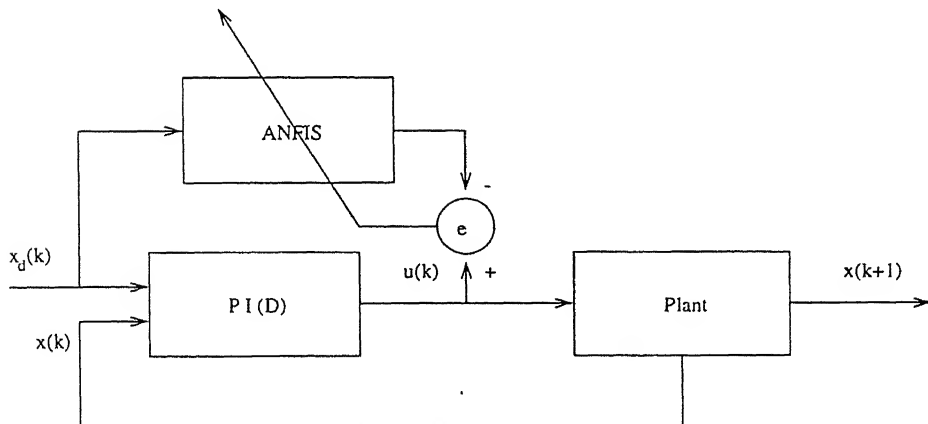 ANFIS
-
e
x_d(k)
P I (D)
u(k)
+
Plant
x(k+1)
x(k)